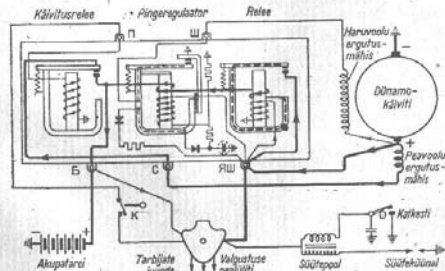 Käivitusrelee
Pingeregulaator
Relee
П
Ш
Haruvoolu
ergutus-
mähis
–
Dünamo-
käiviti
+
Peavoolu
ergutus-
mähis
Б
С
ЯШ
K
Akupatarei
–
+
Tarbijate
Valgustuse
Süütepool
Katkesti
Süüteküünal